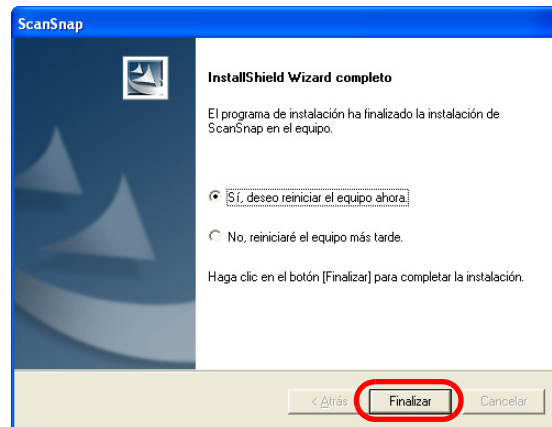 ScanSnap
InstallShield Wizard completo
El programa de instalación ha finalizado la instalación de
ScanSnap en el equipo.
Sí, deseo reiniciar el equipo ahora.
No, reiniciaré el equipo más tarde.
Haga clic en el botón [Finalizar] para completar la instalación.
< Atrás
Finalizar
Cancelar